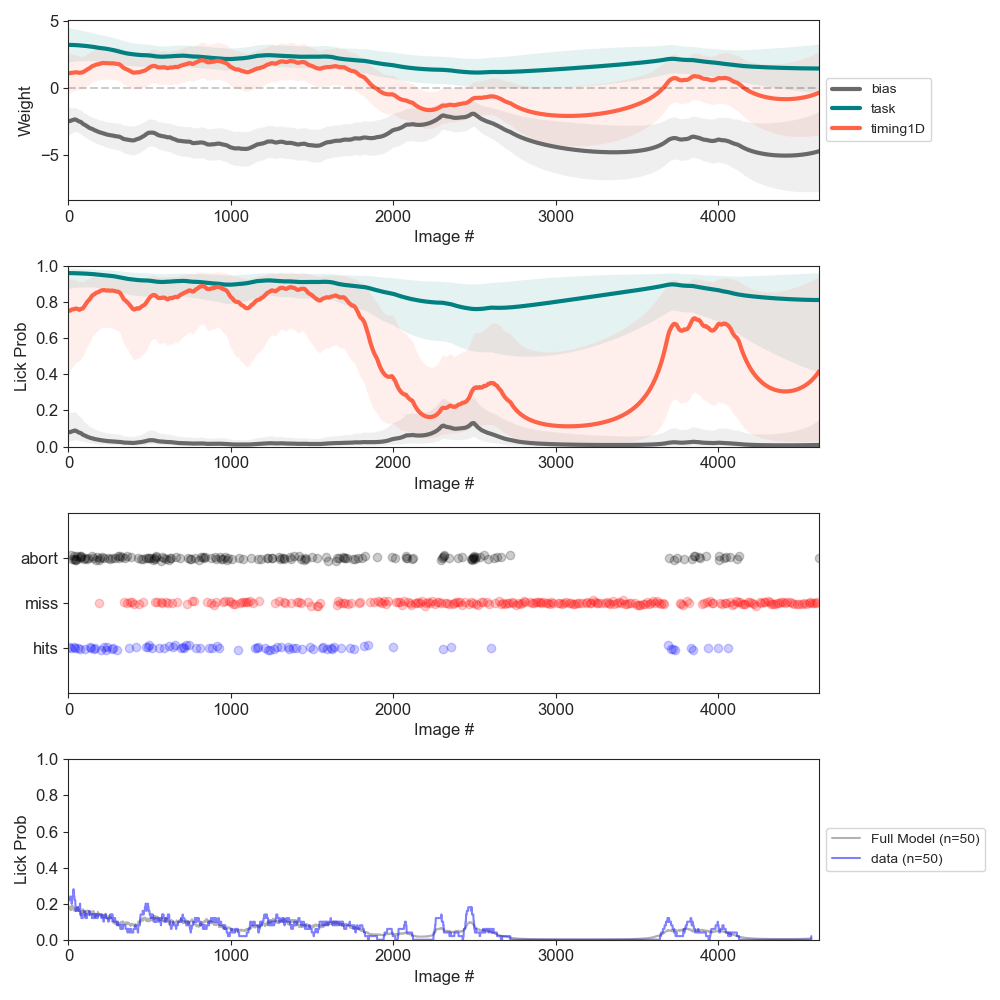 5
0
−5
Weight
0 1000 2000 3000 4000
Image #
bias
task
timing1D
1.0
0.8
0.6
0.4
0.2
0.0
Lick Prob
0 1000 2000 3000 4000
Image #
abort
miss
hits
0 1000 2000 3000 4000
Image #
1.0
0.8
0.6
0.4
0.2
0.0
Lick Prob
0 1000 2000 3000 4000
Image #
Full Model (n=50)
data (n=50)